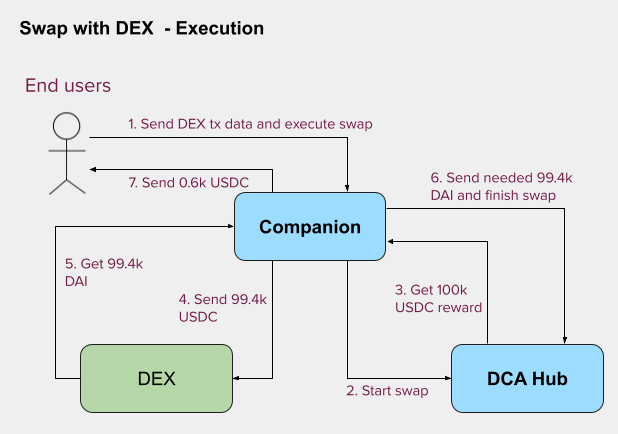 Swap with DEX - Execution
End users
1. Send DEX tx data and execute swap
7. Send 0.6k USDC
6. Send needed 99.4k
DAI and finish swap
Companion
5. Get 99.4k
DAI
4. Send 99.4k
USDC
3. Get 100k
USDC reward
DEX
2. Start swap
DCA Hub